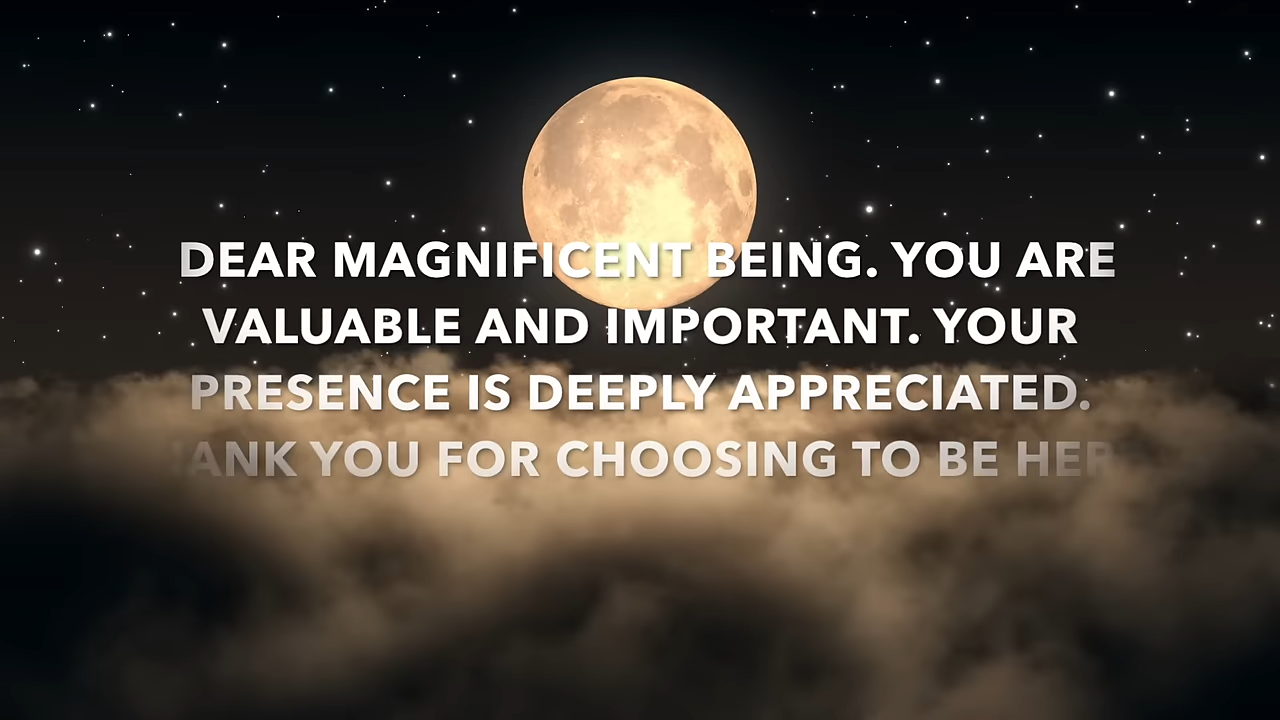 DEAR MAGNIFICENT BEING. YOU ARE
VALUABLE AND IMPORTANT. YOUR
PRESENCE IS DEEPLY APPRECIATED.
YOU FOR CHOOSING TO BE